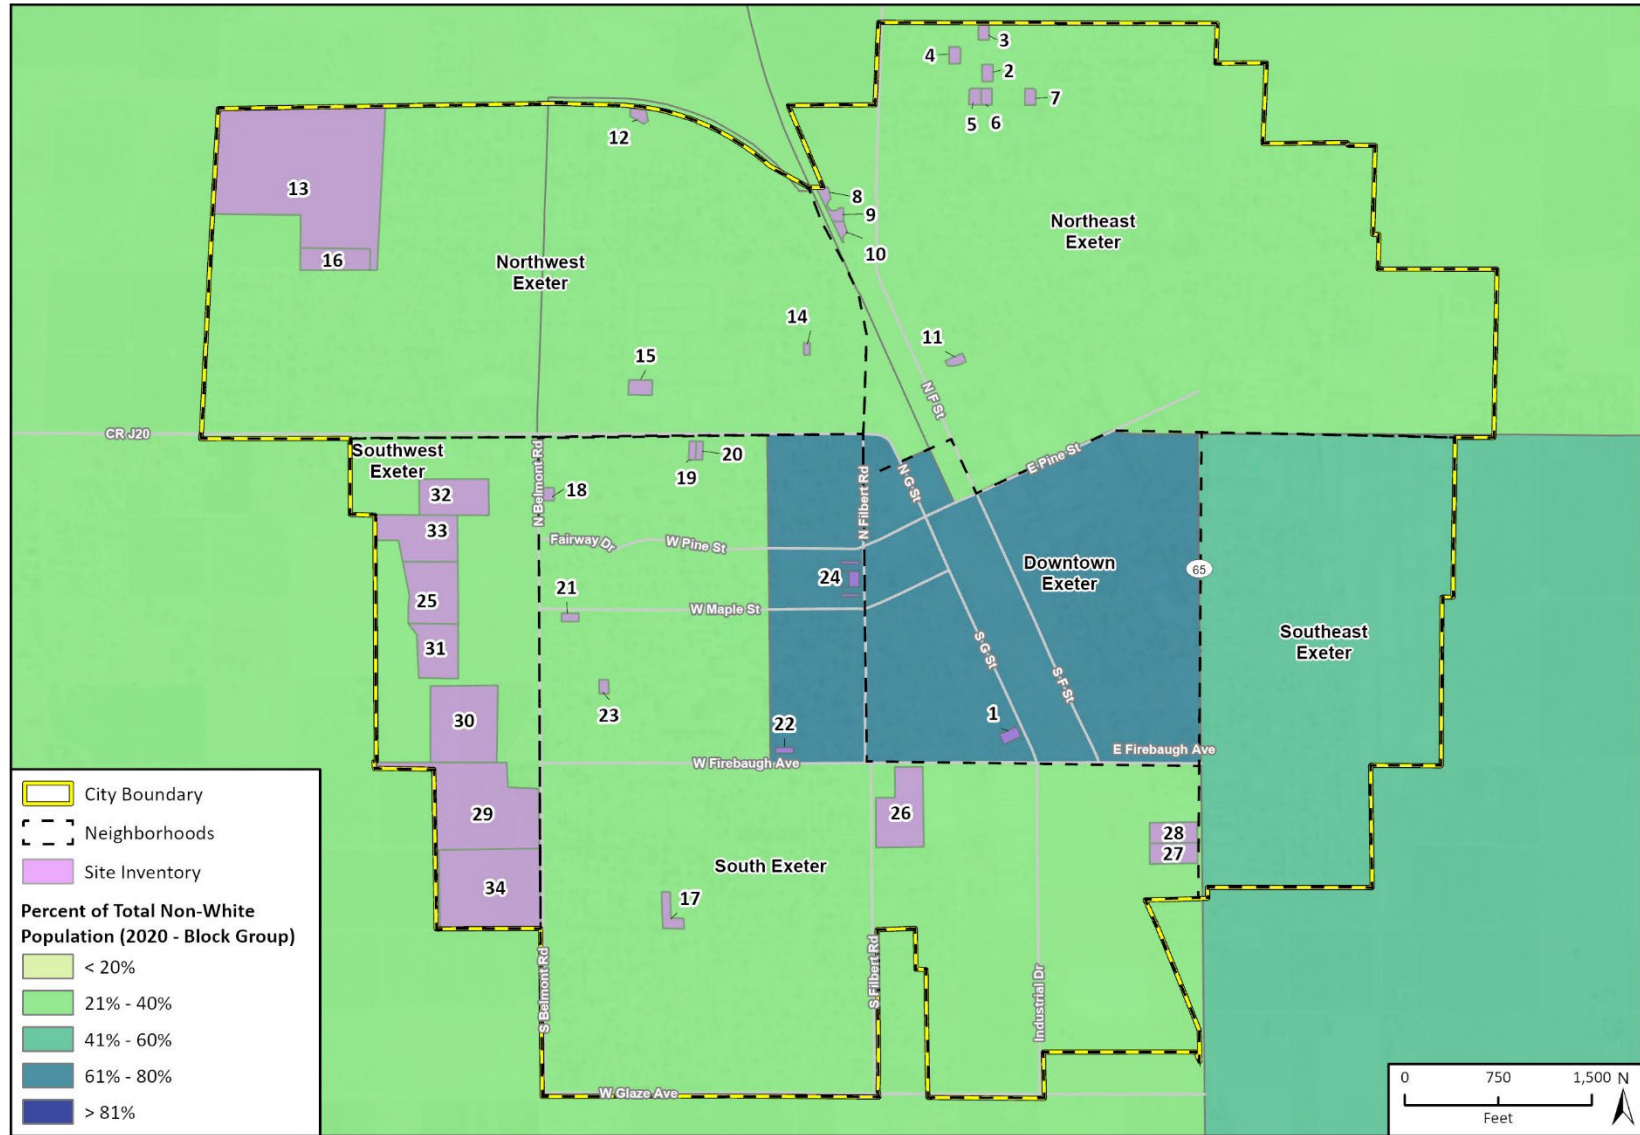 3
4
2
7
5
6
12
13
8
9
Northeast
Exeter
10
Northwest
Exeter
16
14
11
15
N F St
CR J20
Southwest
Exeter
20
19
N Belmont Rd
18
32
N Filbert Rd
N G St
E Pine St
33
Fairway Dr
W Pine St
Downtown
Exeter
65
24
25
21
W Maple St
Southeast
Exeter
31
S G St
S F St
23
30
22
1
E Firebaugh Ave
W Firebaugh Ave
29
26
28
27
South Exeter
34
17
S Belmont Rd
S Filbert Rd
Industrial Dr
W Glaze Ave
City Boundary
Neighborhoods
Site Inventory
Percent of Total Non-White
Population (2020 - Block Group)
< 20%
21% - 40%
41% - 60%
61% - 80%
> 81%
0 750 1,500 N
Feet